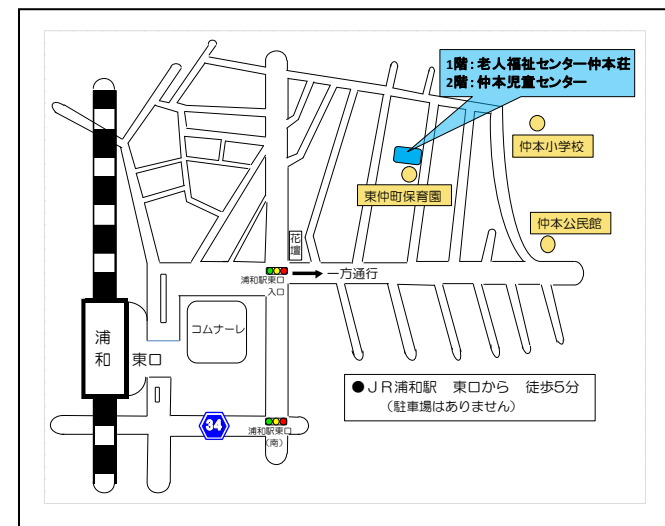 1階：老人福祉センター仲本荘
2階：仲本児童センター
仲本小学校
東仲町保育園
仲本公民館
花壇
一方通行
浦和駅東口
入口
コムナーレ
浦和
東口
●JR浦和駅　東口から　徒歩5分
（駐車場はありません）
34
浦和駅東口
（南）